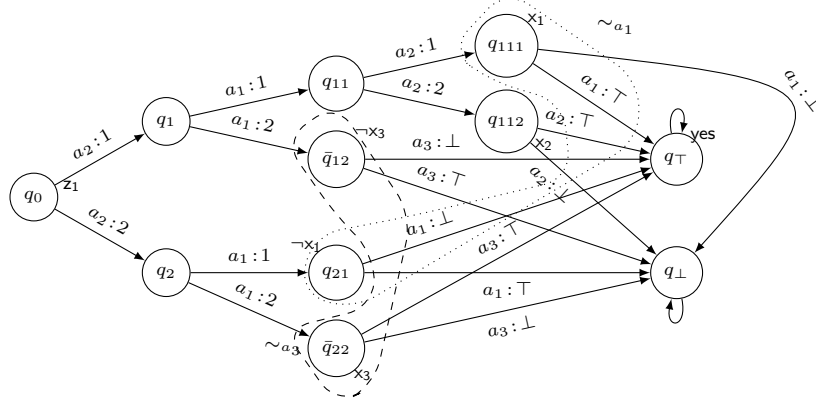 x₁
∼a₁
q₁₁₁
a₂:1
q₁₁
a₁:1
a₂:2
a₁:⊤
a₁:⊥
q₁
a₁:2
q₁₁₂
a₂:⊤
yes
¬x₃
x₂
a₂:1
q̄₁₂
a₃:⊥
q⊤
a₃:⊤
a₂:⊥
q₀
z₁
a₂:2
a₁:⊥
a₃:⊤
¬x₁
a₁:1
q₂
q₂₁
q⊥
a₁:⊤
a₁:2
a₃:⊥
∼a₃
q̄₂₂
x₃